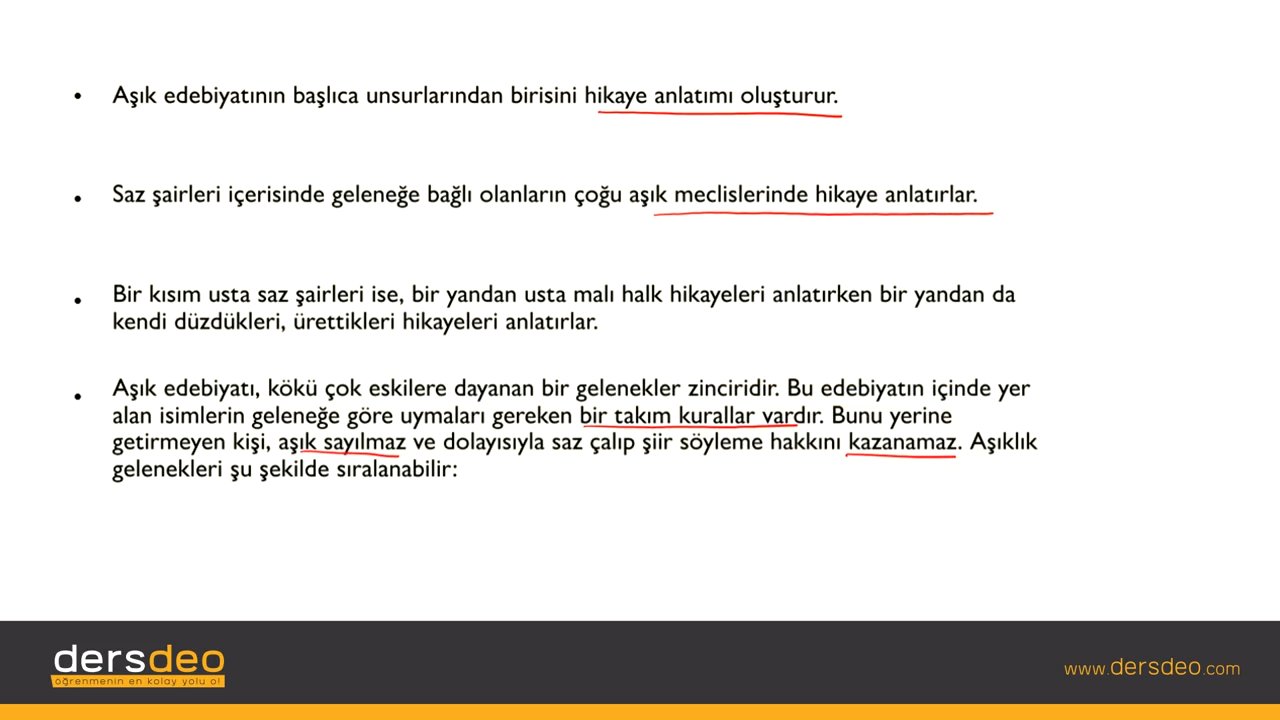 • Aşık edebiyatının başlıca unsurlarından birisini hikaye anlatımı oluşturur.
• Saz şairleri içerisinde geleneğe bağlı olanların çoğu aşık meclislerinde hikaye anlatırlar.
• Bir kısım usta saz şairleri ise, bir yandan usta malı halk hikayeleri anlatırken bir yandan da
kendi düzdükleri, ürettikleri hikayeleri anlatırlar.
• Aşık edebiyatı, kökü çok eskilere dayanan bir gelenekler zinciridir. Bu edebiyatın içinde yer
alan isimlerin geleneğe göre uymaları gereken bir takım kurallar vardır. Bunu yerine
getirmeyen kişi, aşık sayılmaz ve dolayısıyla saz çalıp şiir söyleme hakkını kazanamaz. Aşıklık
gelenekleri şu şekilde sıralanabilir:
dersdeo
öğrenmenin en kolay yolu o!
www.dersdeo.com